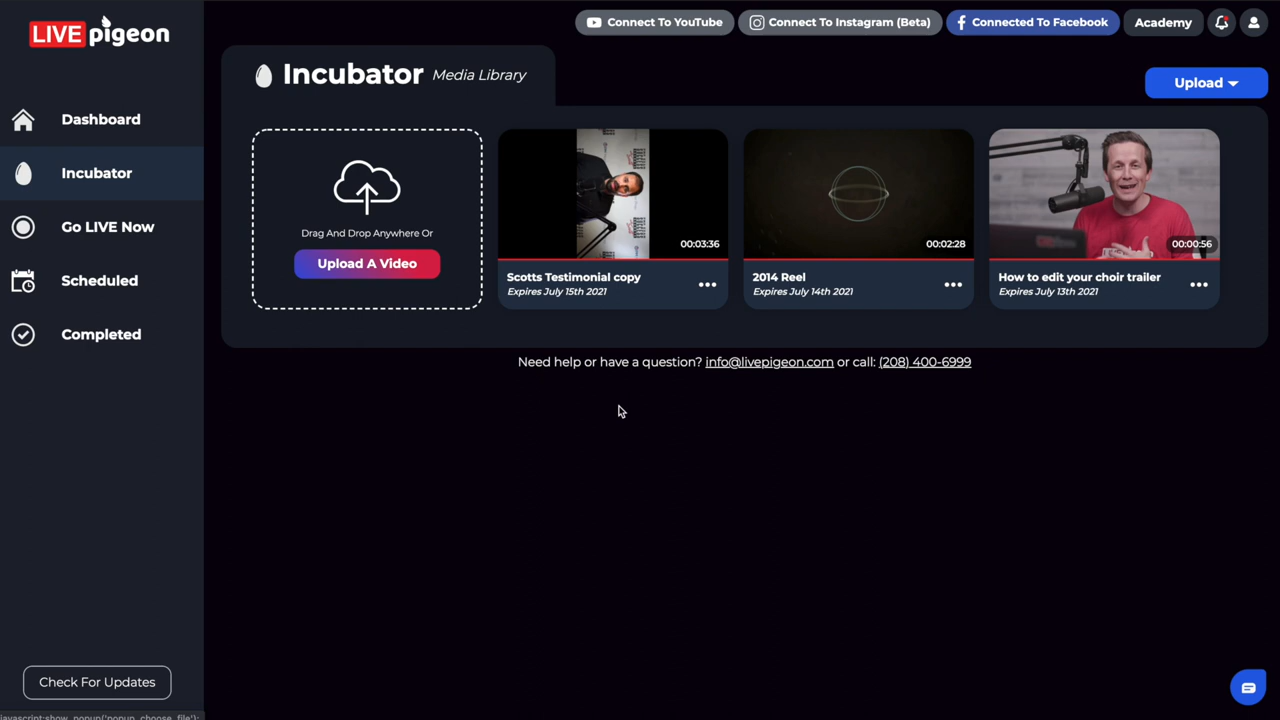 LIVE pigeon
Connect To YouTube
Connect To Instagram (Beta)
Connected To Facebook
Academy
Incubator Media Library
Upload
Dashboard
Incubator
Go LIVE Now
Scheduled
Completed
Drag And Drop Anywhere Or
Upload A Video
00:03:36
Scotts Testimonial copy
Expires July 15th 2021
00:02:28
2014 Reel
Expires July 14th 2021
00:00:56
How to edit your choir trailer
Expires July 13th 2021
Need help or have a question? info@livepigeon.com or call: (208) 400-6999
Check For Updates
javascript:show_popup('popup_choose_file');